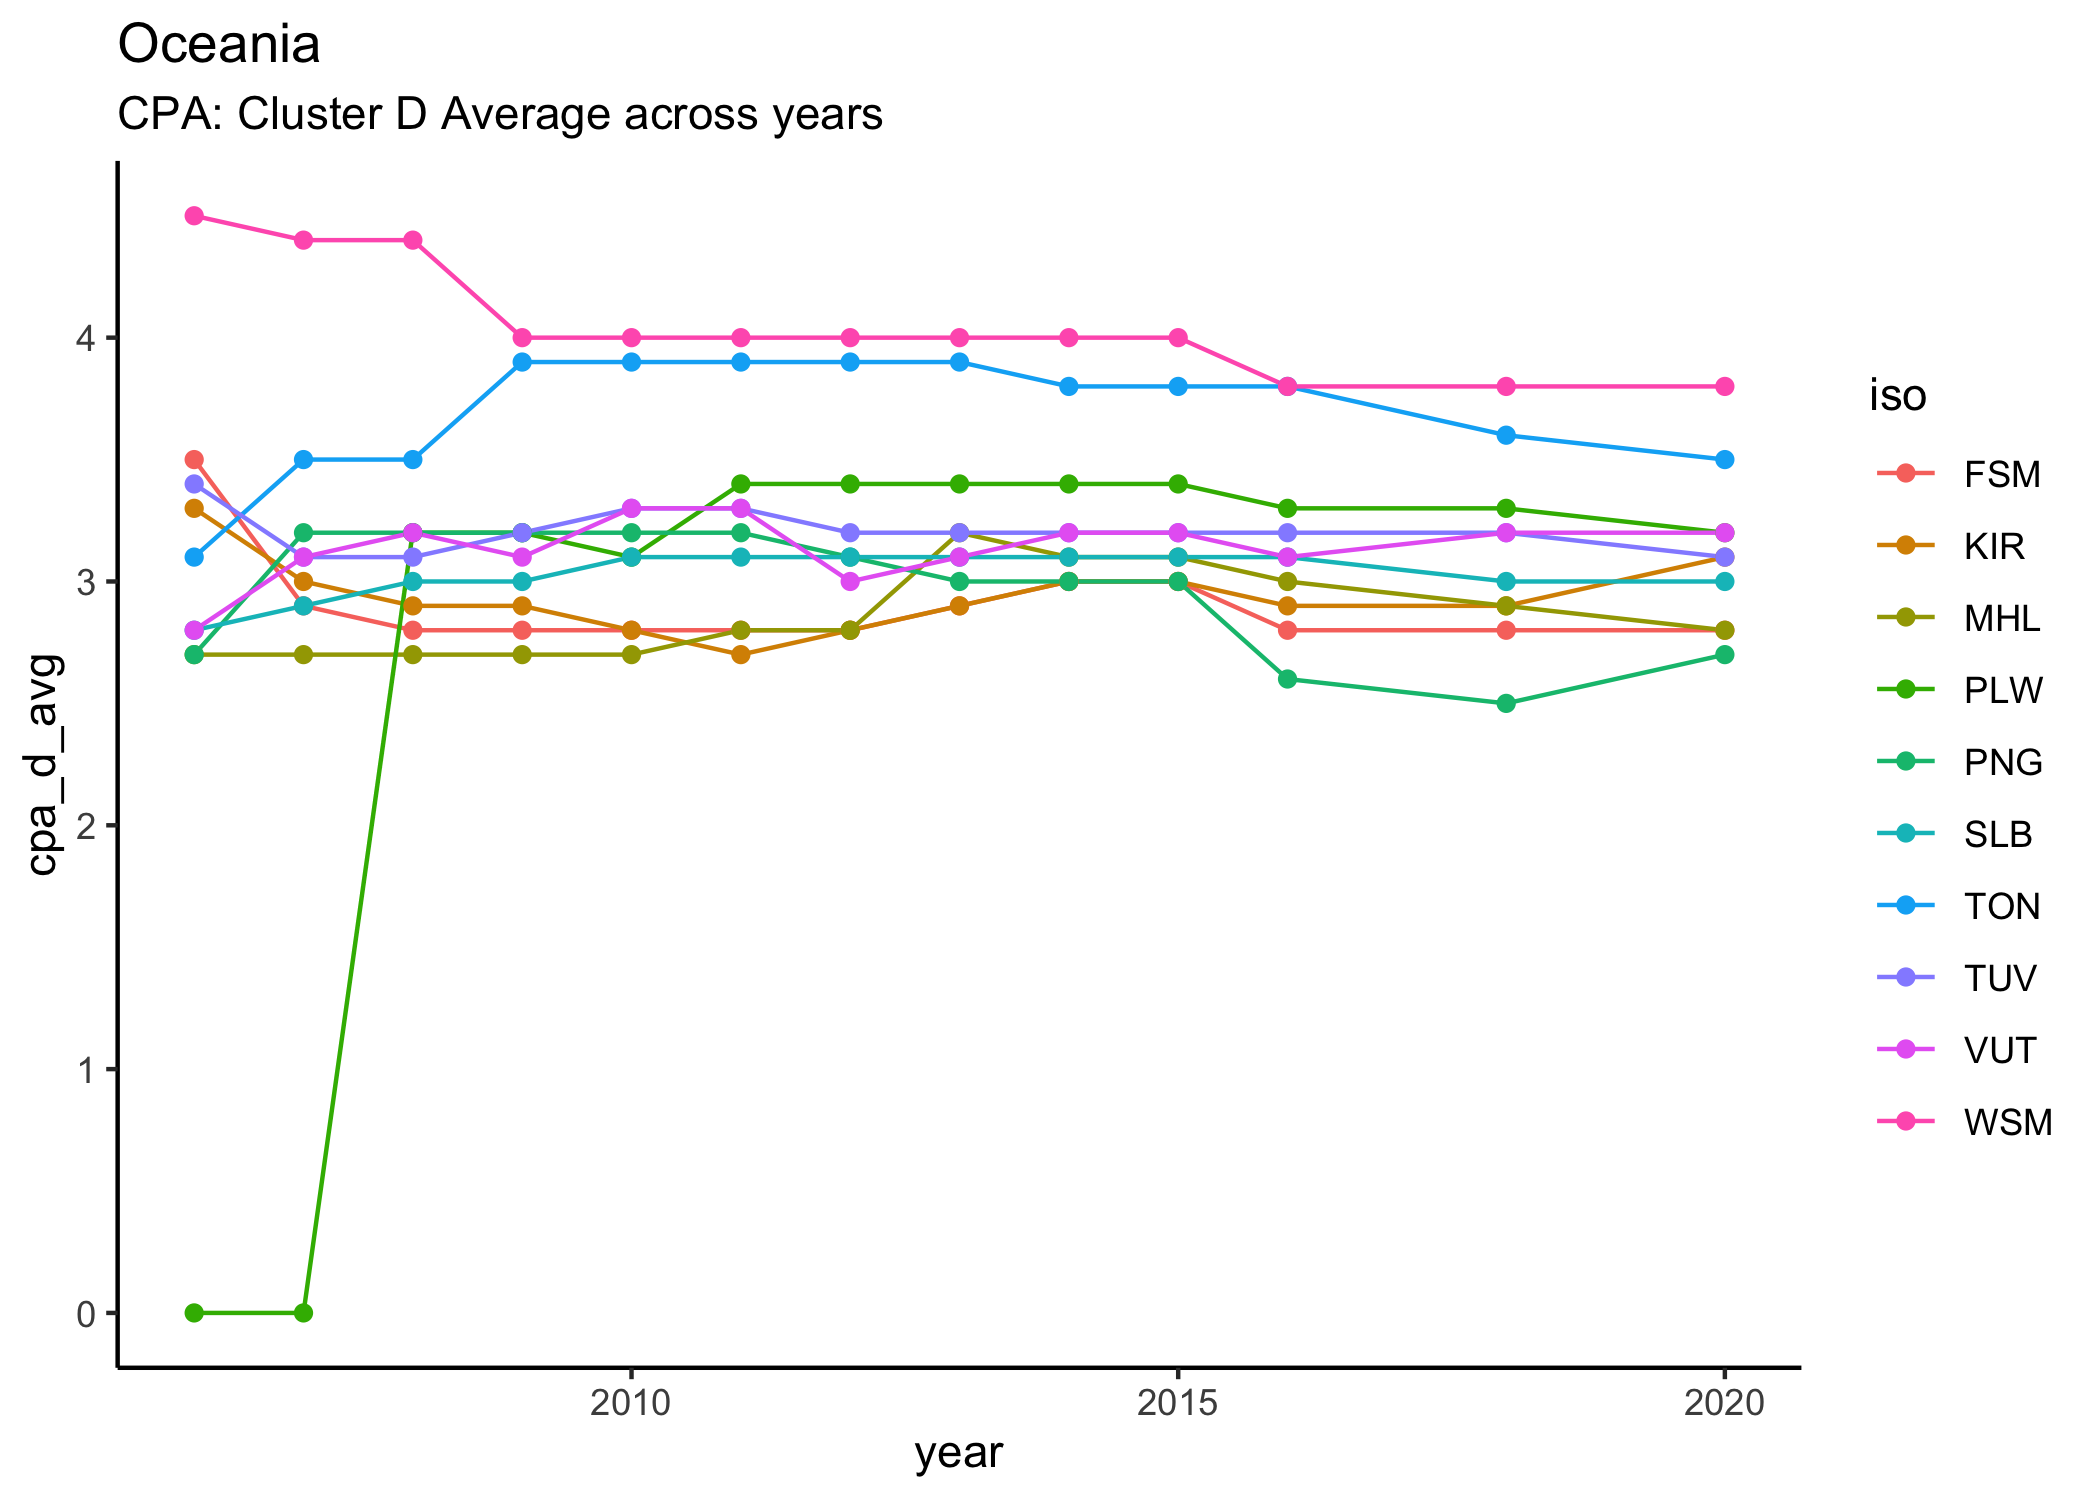 Oceania
CPA: Cluster D Average across years
cpa_d_avg
4
3
2
1
0
2010 2015 2020
year
iso
FSM
KIR
MHL
PLW
PNG
SLB
TON
TUV
VUT
WSM